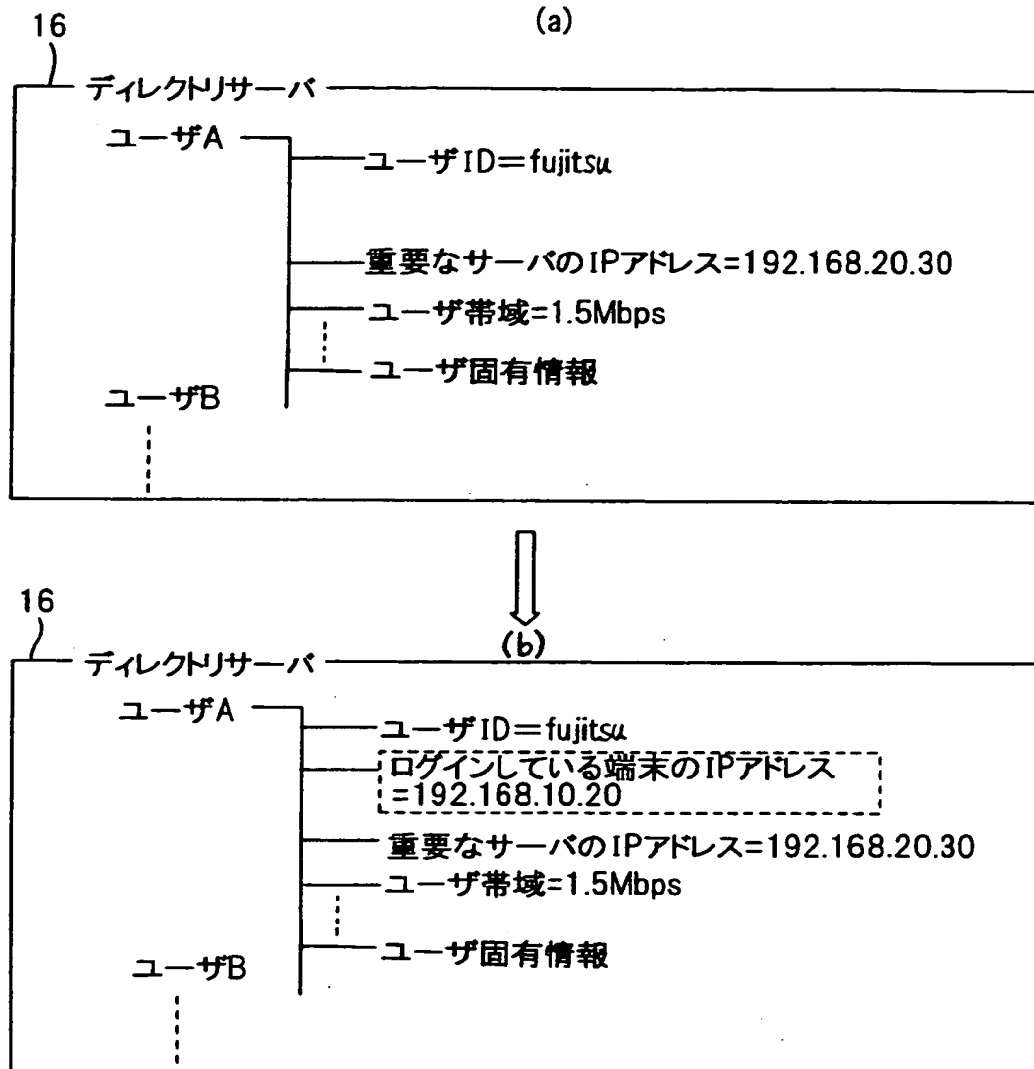 (a)
16
ディレクトリサーバ
ユーザA
ユーザID=fujitsu
重要なサーバのIPアドレス=192.168.20.30
ユーザ帯域=1.5Mbps
ユーザ固有情報
ユーザB
16
(b)
ディレクトリサーバ
ユーザA
ユーザID=fujitsu
ログインしている端末のIPアドレス
=192.168.10.20
重要なサーバのIPアドレス=192.168.20.30
ユーザ帯域=1.5Mbps
ユーザ固有情報
ユーザB